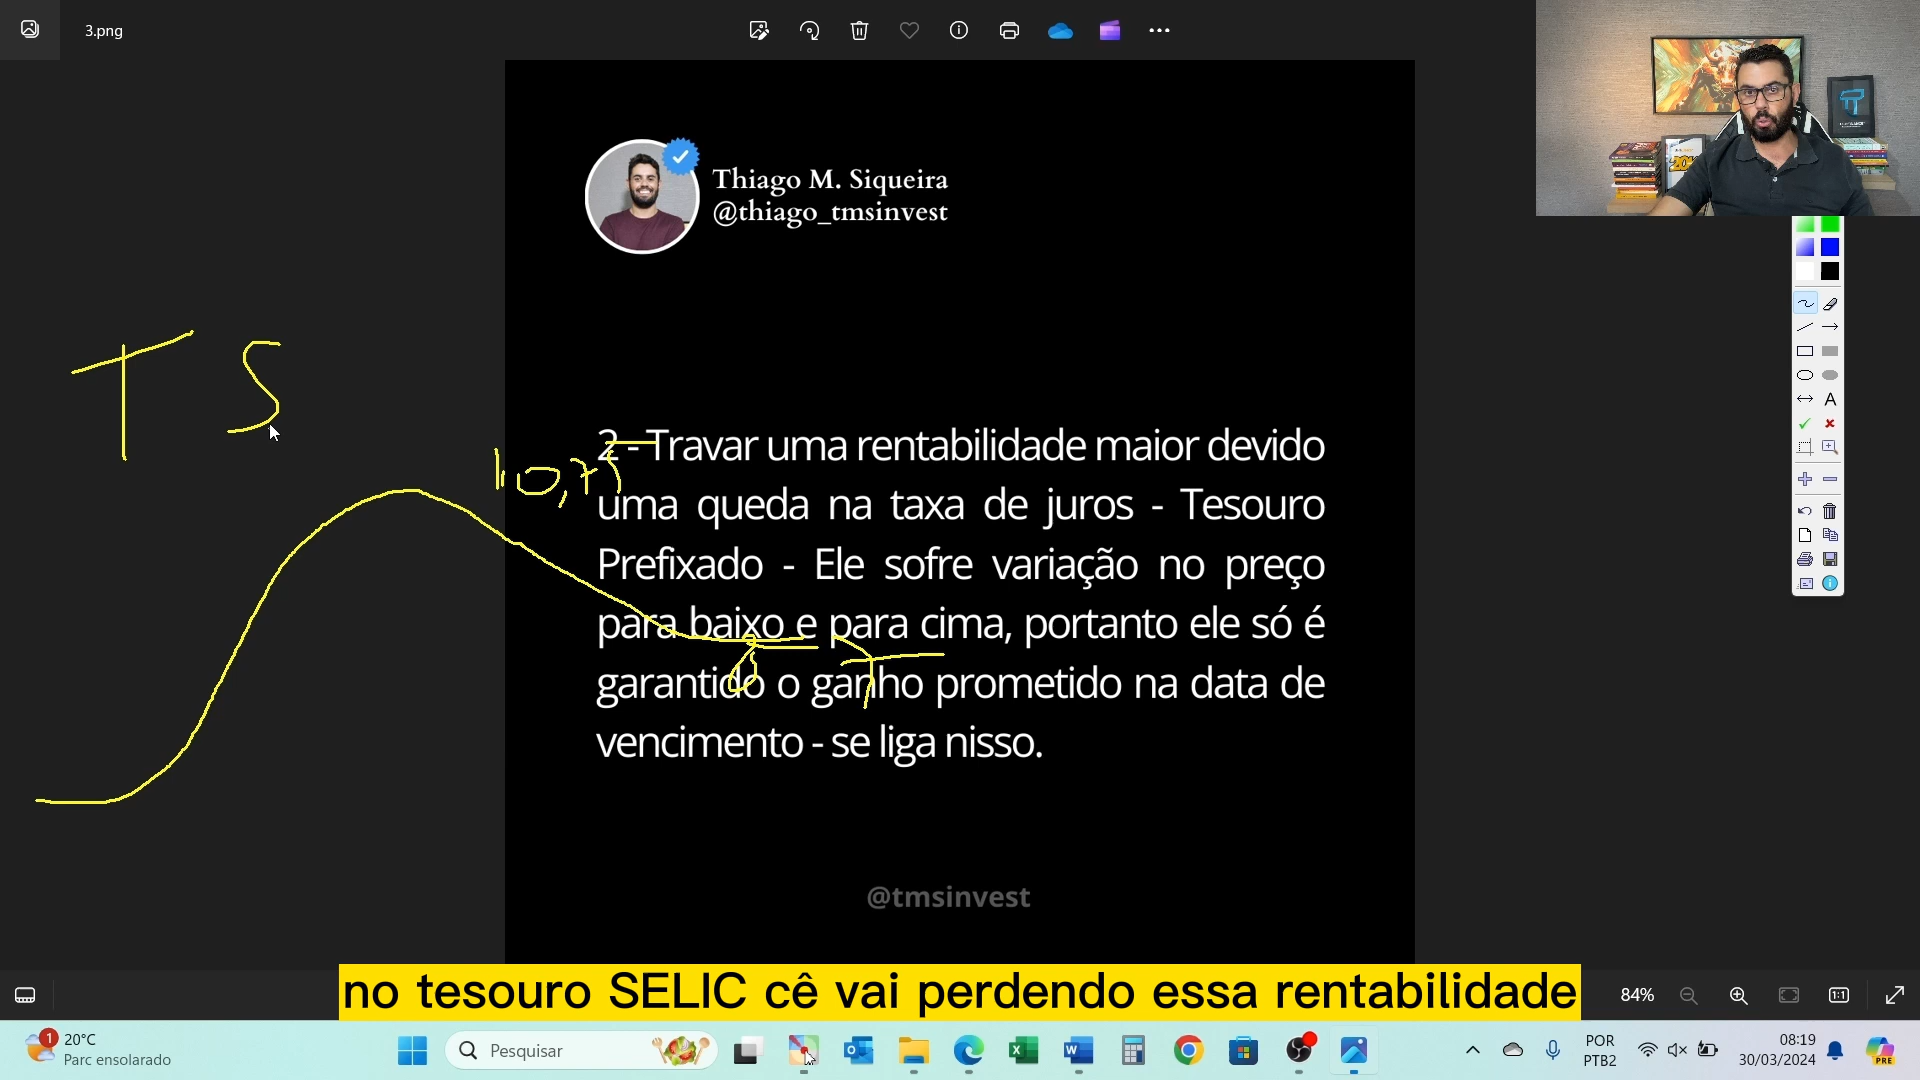 3.png
Thiago M. Siqueira
@thiago_tmsinvest
T S
10,75
2 - Travar uma rentabilidade maior devido
uma queda na taxa de juros - Tesouro
Prefixado - Ele sofre variação no preço
para baixo e para cima, portanto ele só é
garantido o ganho prometido na data de
vencimento - se liga nisso.
@tmsinvest
no tesouro SELIC cê vai perdendo essa rentabilidade
84%
1
20°C
Parc ensolarado
Pesquisar
POR
PTB2
08:19
30/03/2024